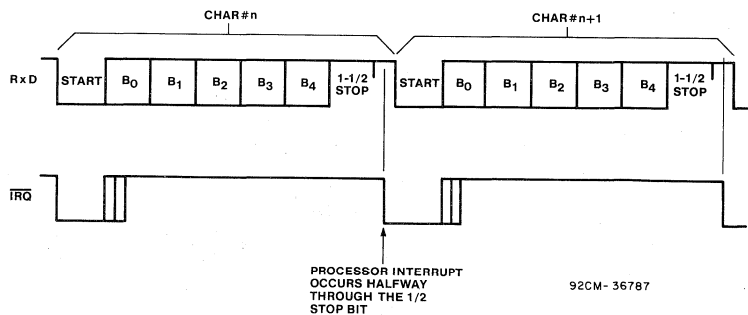 CHAR#n
CHAR#n+1
RxD
START
B0
B1
B2
B3
B4
1-1/2
STOP
START
B0
B1
B2
B3
B4
1-1/2
STOP
IRQ
PROCESSOR INTERRUPT
OCCURS HALFWAY
THROUGH THE 1/2
STOP BIT
92CM-36787